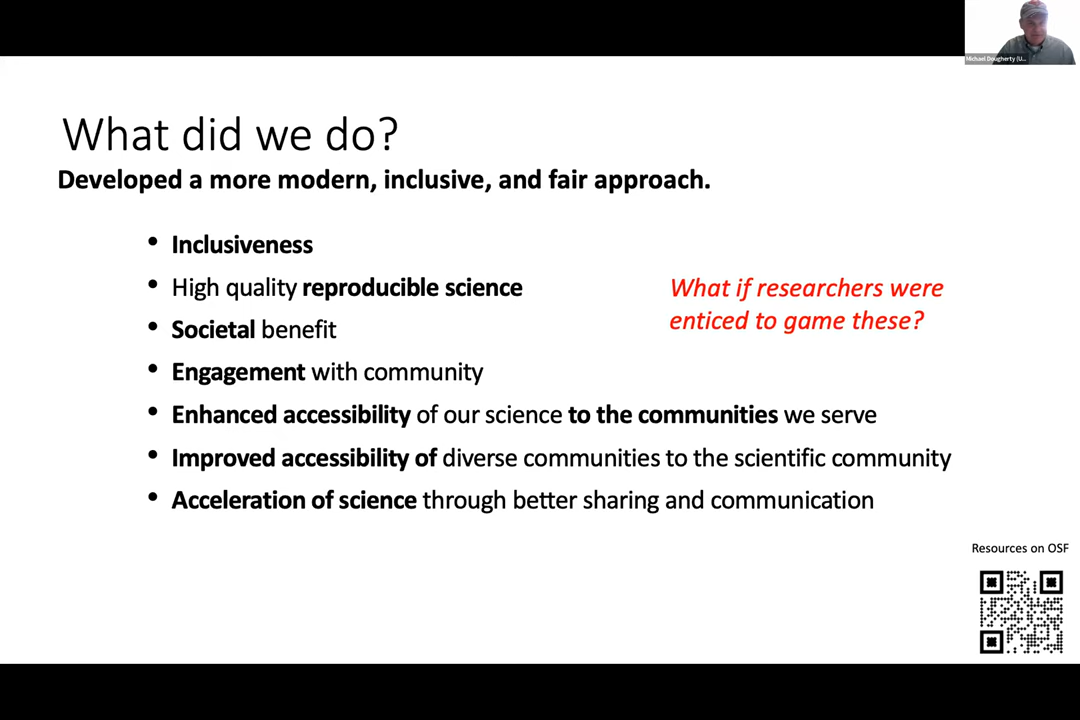 Michael Dougherty (U...
What did we do?
Developed a more modern, inclusive, and fair approach.
• Inclusiveness
• High quality reproducible science
• Societal benefit
• Engagement with community
• Enhanced accessibility of our science to the communities we serve
• Improved accessibility of diverse communities to the scientific community
• Acceleration of science through better sharing and communication
What if researchers were
enticed to game these?
Resources on OSF